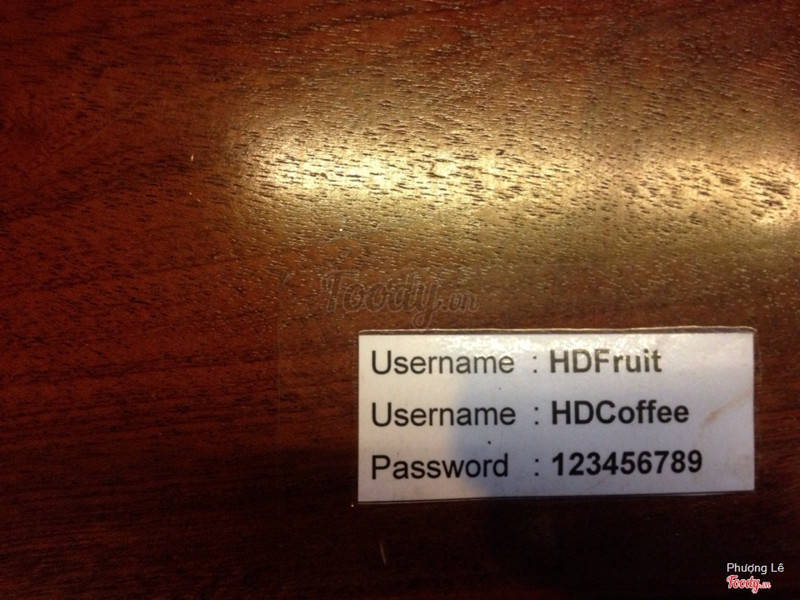 Foody.vn
Username : HDFruit
Username : HDCoffee
Password : 123456789
Phượng Lê
Foody.vn